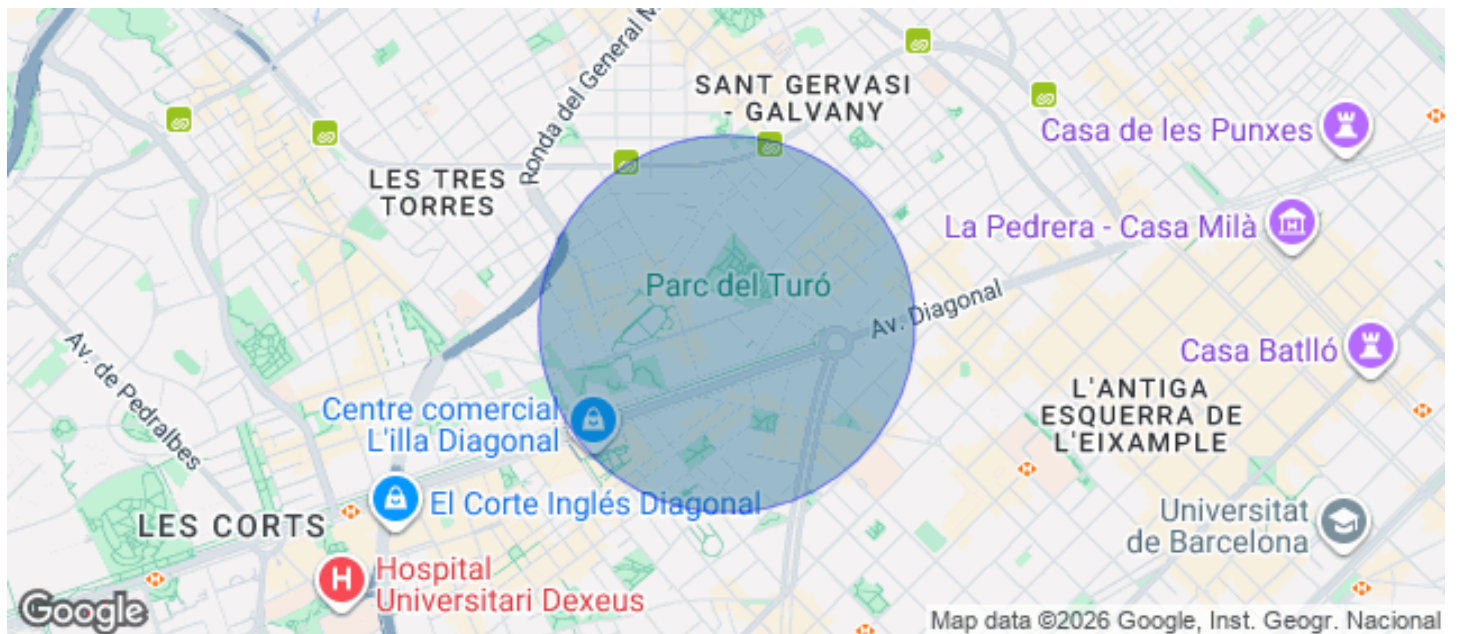 Ronda del General M
SANT GERVASI
- GALVANY
Casa de les Punxes
LES TRES
TORRES
La Pedrera - Casa Milà
Parc del Turó
Av. Diagonal
Av. de Pedralbes
Casa Batlló
L'ANTIGA
ESQUERRA DE
L'EIXAMPLE
Centre comercial
L'illa Diagonal
El Corte Inglés Diagonal
LES CORTS
Universitat
de Barcelona
H Hospital
Universitari Dexeus
Google
Map data ©2026 Google, Inst. Geogr. Nacional